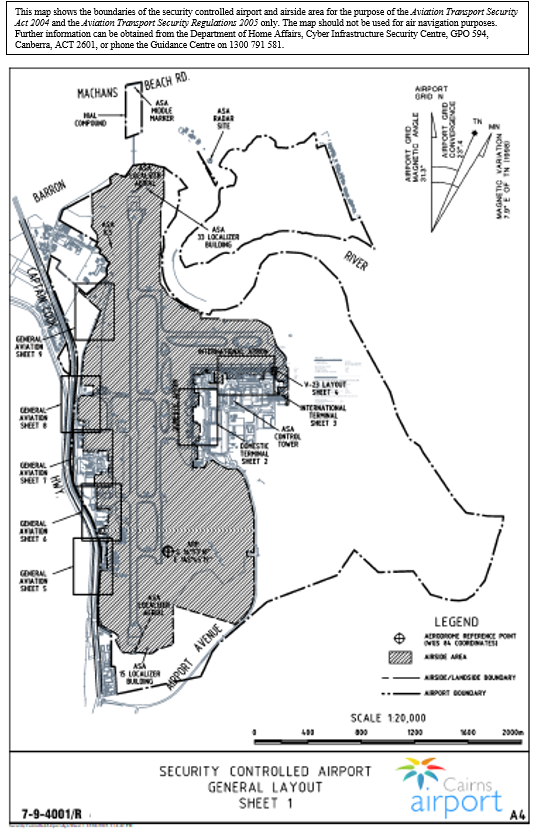 This map shows the boundaries of the security controlled airport and airside area for the purpose of the Aviation Transport Security
Act 2004 and the Aviation Transport Security Regulations 2005 only. The map should not be used for air navigation purposes.
Further information can be obtained from the Department of Home Affairs, Cyber Infrastructure Security Centre, GPO 594,
Canberra, ACT 2601, or phone the Guidance Centre on 1300 791 581.
MACHANS
BEACH RD.
ASA
MIDDLE
MARKER
HIAL
COMPOUND
ASA
RADAR
SITE
AIRPORT
GRID N
TN
MN
AIRPORT GRID
MAGNETIC ANGLE
AIRPORT GRID
CONVERGENCE
MAGNETIC VARIATION
7.9° E OF TN
BARRON
ASA
LOCALIZER
AERIAL
ASA
33 LOCALIZER
BUILDING
RIVER
CAPTAIN COOK
HWY.
GENERAL
AVIATION
SHEET 9
INTERNATIONAL APRON
V-23 LAYOUT
SHEET 4
INTERNATIONAL
TERMINAL
SHEET 3
ASA
CONTROL
TOWER
DOMESTIC
TERMINAL
SHEET 2
GENERAL
AVIATION
SHEET 8
GENERAL
AVIATION
SHEET 7
GENERAL
AVIATION
SHEET 6
GENERAL
AVIATION
SHEET 5
ARP
ASA
LOCALIZER
AERIAL
ASA
15 LOCALIZER
BUILDING
AIRPORT AVENUE
LEGEND
AERODROME REFERENCE POINT
(WGS 84 COORDINATES)
AIRSIDE AREA
AIRSIDE/LANDSIDE BOUNDARY
AIRPORT BOUNDARY
SCALE 1:20,000
0 400 800 1200 1600 2000m
SECURITY CONTROLLED AIRPORT
GENERAL LAYOUT
SHEET 1
Cairns
airport
7-9-4001/R
A4